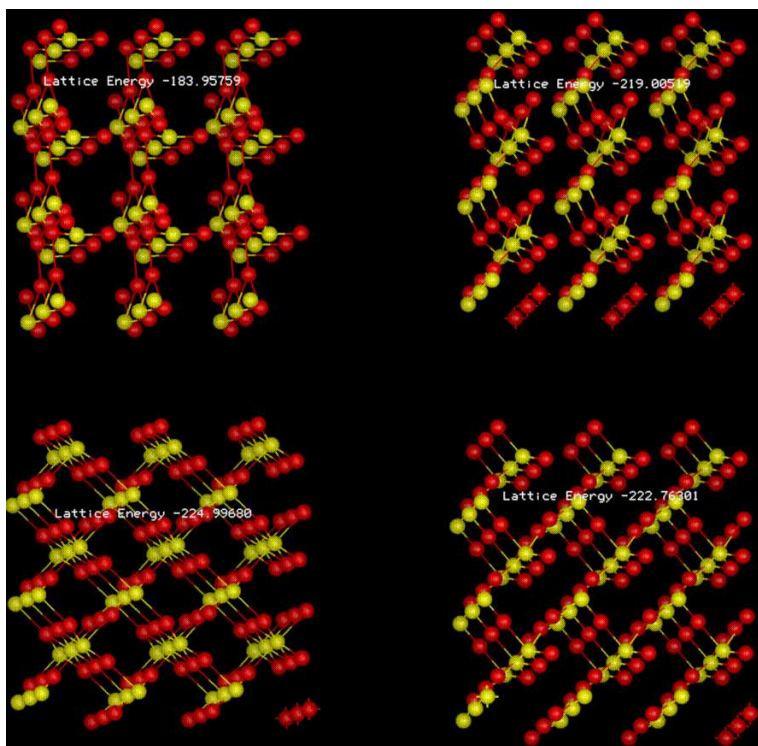 Lattice Energy -183.95759
Lattice Energy -219.00519
Lattice Energy -224.99680
Lattice Energy -222.76301